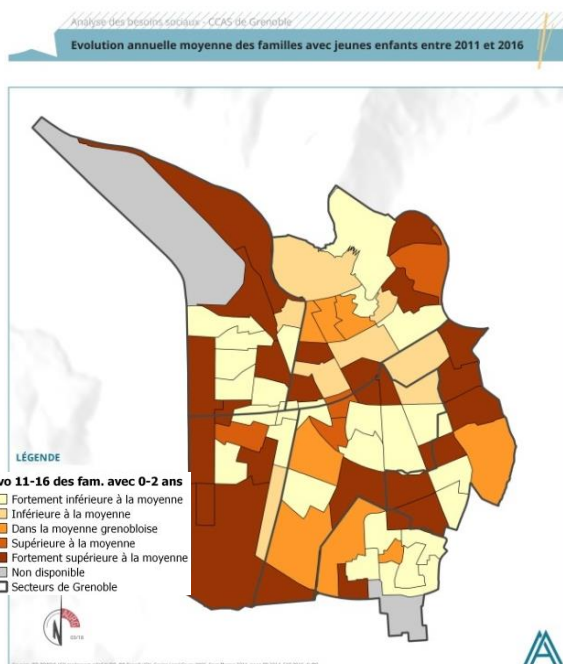 Analyse des besoins sociaux - CCAS de Grenoble
Evolution annuelle moyenne des familles avec jeunes enfants entre 2011 et 2016
LÉGENDE
vo 11-16 des fam. avec 0-2 ans
Fortement inférieure à la moyenne
Inférieure à la moyenne
Dans la moyenne grenobloise
Supérieure à la moyenne
Fortement supérieure à la moyenne
Non disponible
Secteurs de Grenoble
N